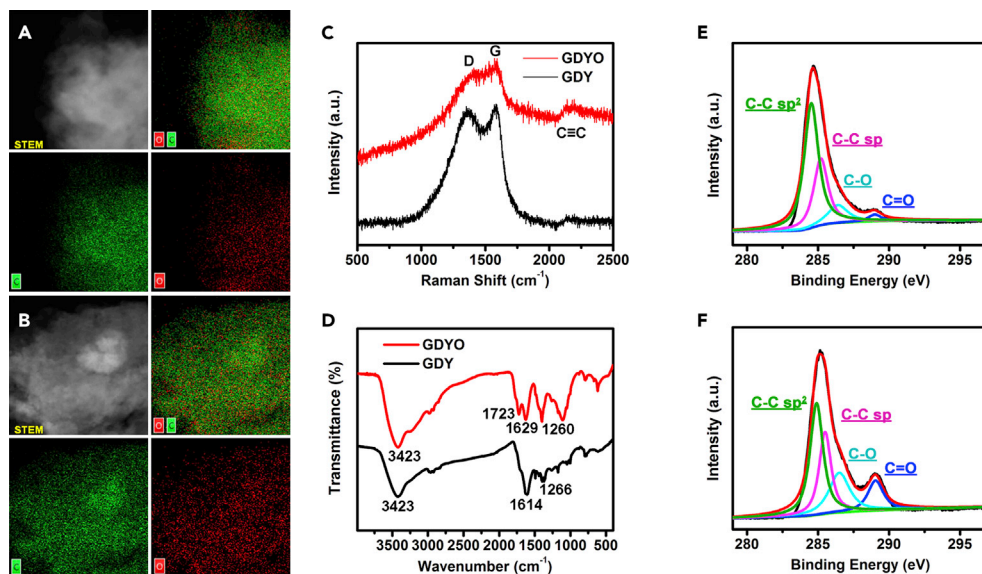 A
STEM
O C
C
O
B
STEM
O C
C
O
C
D
G
GDYO
GDY
C≡C
Intensity (a.u.)
500 1000 1500 2000 2500
Raman Shift (cm⁻¹)
D
GDYO
GDY
1723
1629
1260
3423
3423
1614
1266
Transmittance (%)
3500 3000 2500 2000 1500 1000 500
Wavenumber (cm⁻¹)
E
C-C sp²
C-C sp
C-O
C=O
Intensity (a.u.)
280 285 290 295
Binding Energy (eV)
F
C-C sp²
C-C sp
C-O
C=O
Intensity (a.u.)
280 285 290 295
Binding Energy (eV)